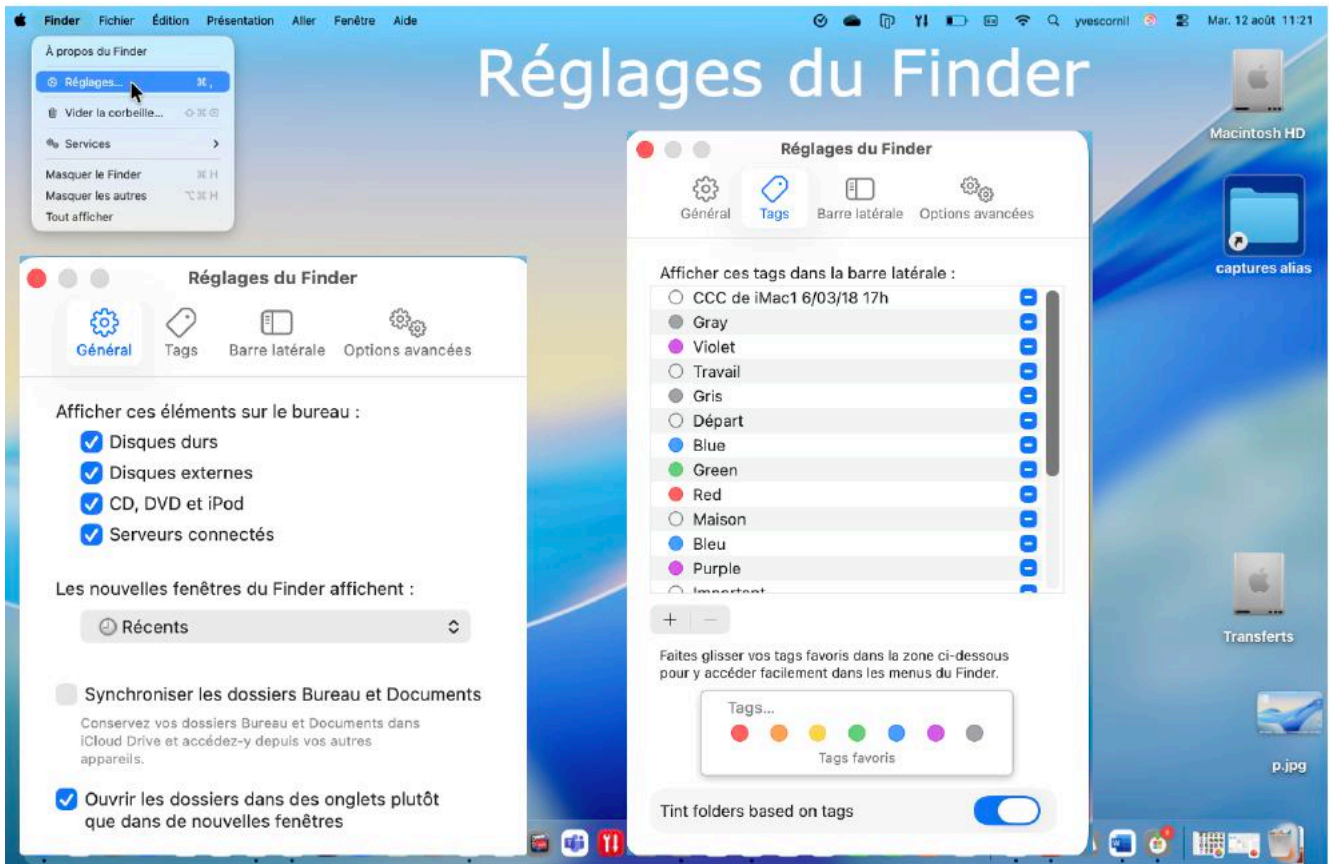 Finder Fichier Édition Présentation Aller Fenêtre Aide yvescornil Mar. 12 août 11:21
À propos du Finder
Réglages... ⌘ ,
Vider la corbeille... ⇧⌘⌫
Services >
Masquer le Finder ⌘ H
Masquer les autres ⌥⌘ H
Tout afficher
Réglages du Finder
Macintosh HD
captures alias
Transferts
p.jpg
Réglages du Finder
Général Tags Barre latérale Options avancées
Afficher ces éléments sur le bureau :
Disques durs
Disques externes
CD, DVD et iPod
Serveurs connectés
Les nouvelles fenêtres du Finder affichent :
Récents
Synchroniser les dossiers Bureau et Documents
Conservez vos dossiers Bureau et Documents dans
iCloud Drive et accédez-y depuis vos autres
appareils.
Ouvrir les dossiers dans des onglets plutôt
que dans de nouvelles fenêtres
Réglages du Finder
Général Tags Barre latérale Options avancées
Afficher ces tags dans la barre latérale :
CCC de iMac1 6/03/18 17h
Gray
Violet
Travail
Gris
Départ
Blue
Green
Red
Maison
Bleu
Purple
Important
+ −
Faites glisser vos tags favoris dans la zone ci-dessous
pour y accéder facilement dans les menus du Finder.
Tags...
Tags favoris
Tint folders based on tags